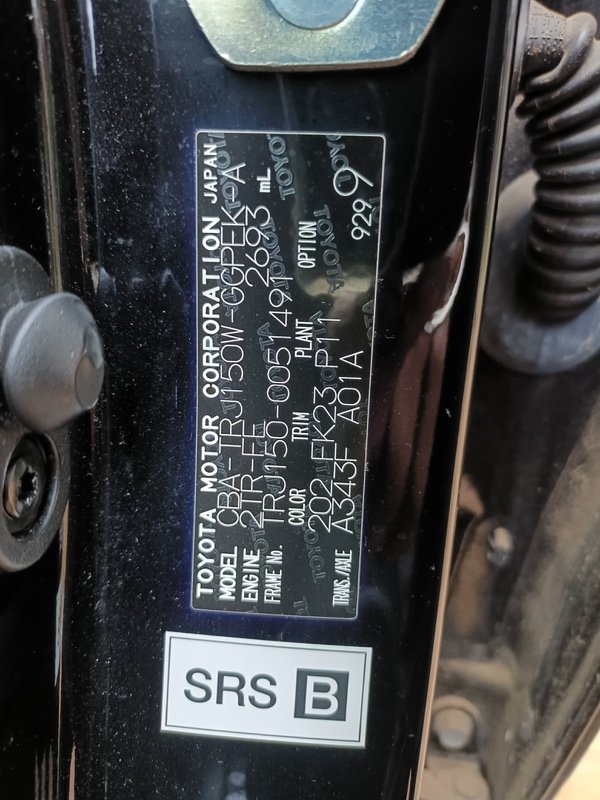 TOYOTA MOTOR CORPORATION JAPAN
MODEL CBA-TRJ150W-GKPEK A
ENGINE 2TR-FE 2693 mL
FRAME No. TRJ150-0051491
COLOR TRIM PLANT OPTION
202 FK23 P11 929
TRANS./AXLE A343F A01A
SRS B